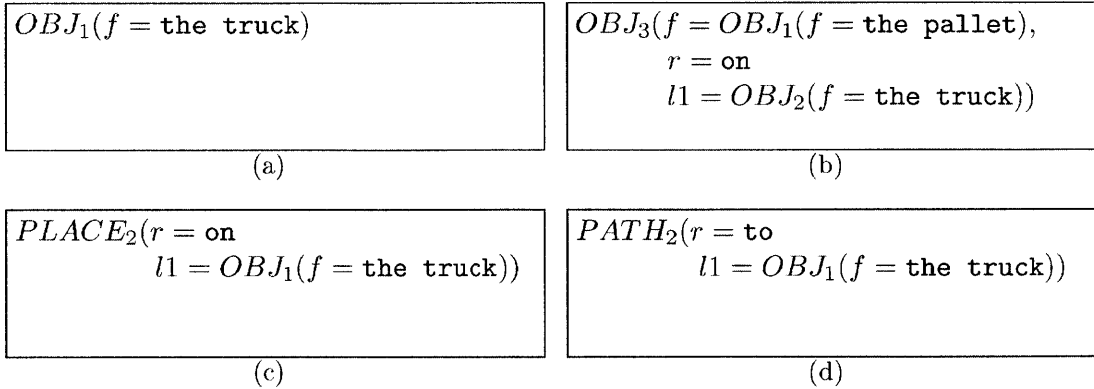 OBJ₁(f = the truck)
(a)
OBJ₃(f = OBJ₁(f = the pallet),
r = on
l1 = OBJ₂(f = the truck))
(b)
PLACE₂(r = on
l1 = OBJ₁(f = the truck))
(c)
PATH₂(r = to
l1 = OBJ₁(f = the truck))
(d)